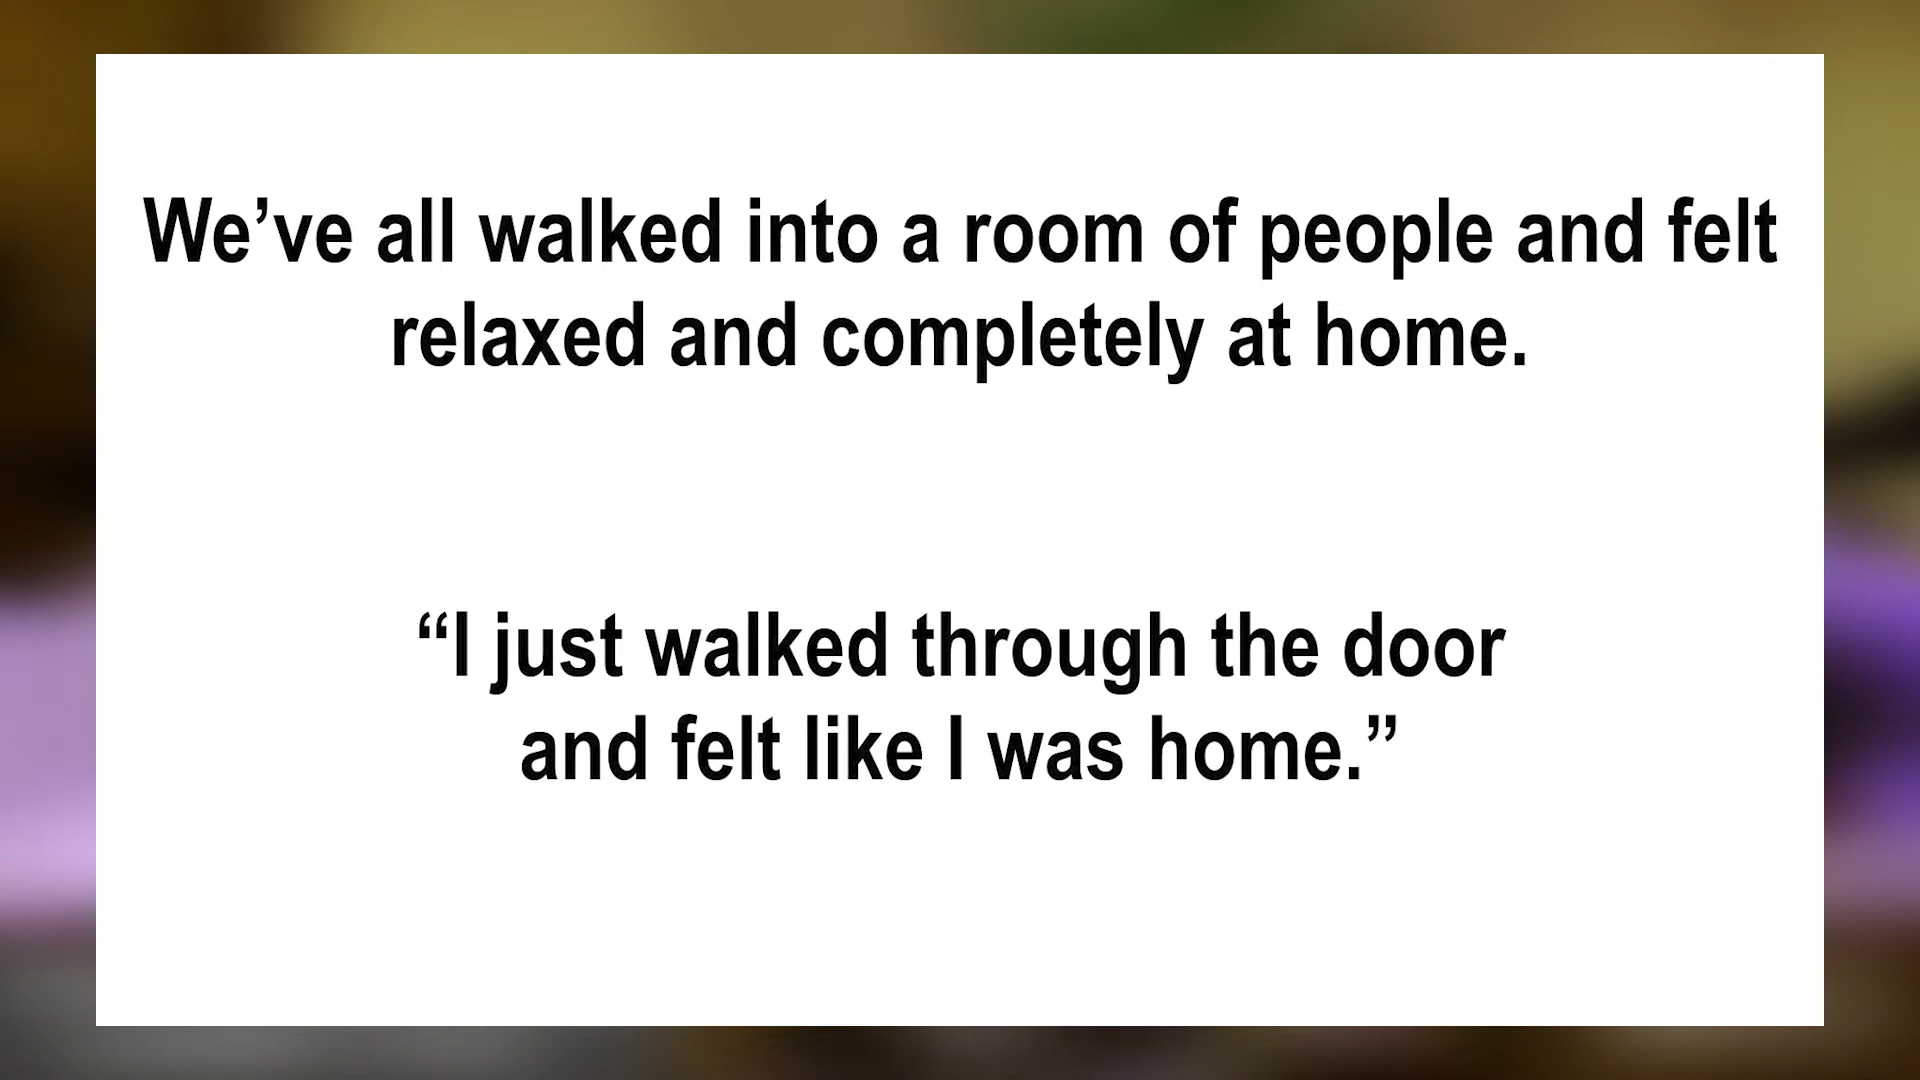 We’ve all walked into a room of people and felt
relaxed and completely at home.
“I just walked through the door
and felt like I was home.”